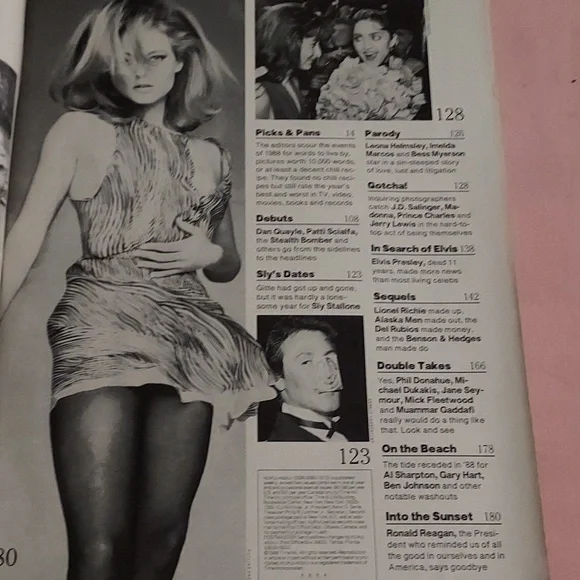 128
Picks & Pans 14
The editors scour the events
of 1988 for words to live by,
pictures worth 10,000 words,
or at least a decent chili reci-
pe. They found no chili reci-
pes but still rate the year's
best and worst in TV, video,
movies, books and records
Debuts 108
Dan Quayle, Patti Scialfa,
the Stealth Bomber and
others go from the sidelines
to the headlines
Sly's Dates 123
Gitte had got up and gone,
but it was hardly a lone-
some year for Sly Stallone
123
Parody 126
Leona Helmsley, Imelda
Marcos and Bess Myerson
star in a sin-steeped story
of love, lust and litigation
Gotcha! 128
Inquiring photographers
catch J.D. Salinger, Ma-
donna, Prince Charles and
Jerry Lewis in the hard-to-
top act of being themselves
In Search of Elvis 138
Elvis Presley, dead 11
years, made more news
than most living celebs
Sequels 142
Lionel Richie made up,
Alaska Men made out, the
Del Rubios made money,
and the Benson & Hedges
man made do
Double Takes 166
Yes, Phil Donahue, Mi-
chael Dukakis, Jane Sey-
mour, Mick Fleetwood
and Muammar Gaddafi
really would do a thing like
that. Look and see
On the Beach 178
The tide receded in '88 for
Al Sharpton, Gary Hart,
Ben Johnson and other
notable washouts
Into the Sunset 180
Ronald Reagan, the Presi-
dent who reminded us of all
the good in ourselves and in
America, says goodbye
80